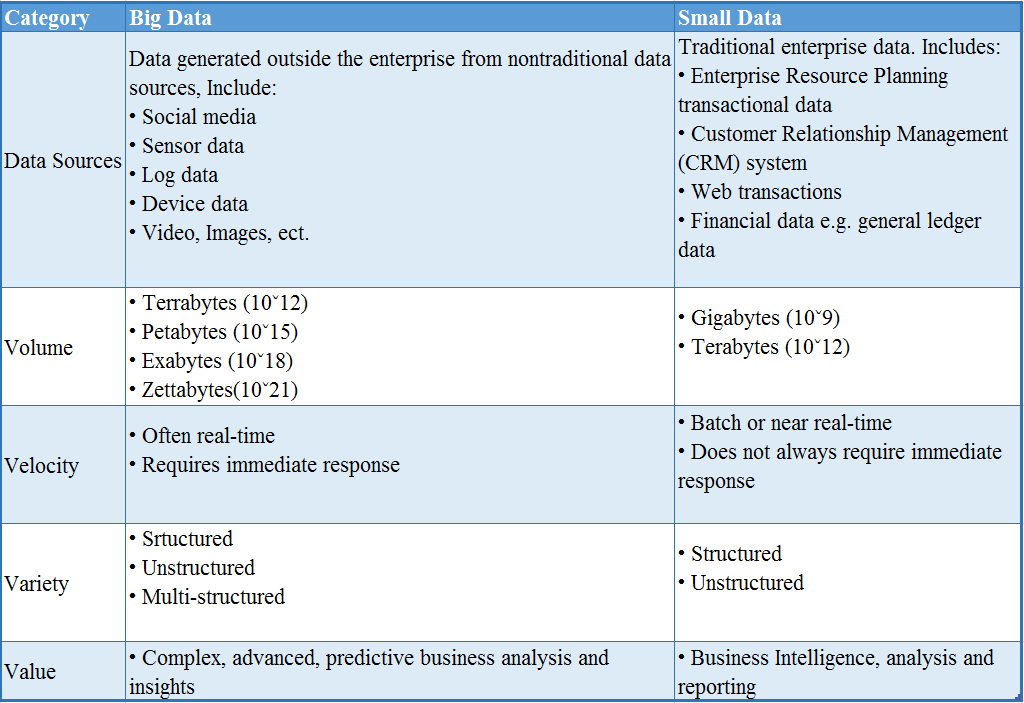 Category
Big Data
Small Data
Data Sources
Data generated outside the enterprise from nontraditional data
sources, Include:
• Social media
• Sensor data
• Log data
• Device data
• Video, Images, ect.
Traditional enterprise data. Includes:
• Enterprise Resource Planning
transactional data
• Customer Relationship Management
(CRM) system
• Web transactions
• Financial data e.g. general ledger
data
Volume
• Terrabytes (10ˇ12)
• Petabytes (10ˇ15)
• Exabytes (10ˇ18)
• Zettabytes(10ˇ21)
• Gigabytes (10ˇ9)
• Terabytes (10ˇ12)
Velocity
• Often real-time
• Requires immediate response
• Batch or near real-time
• Does not always require immediate
response
Variety
• Srtuctured
• Unstructured
• Multi-structured
• Structured
• Unstructured
Value
• Complex, advanced, predictive business analysis and
insights
• Business Intelligence, analysis and
reporting